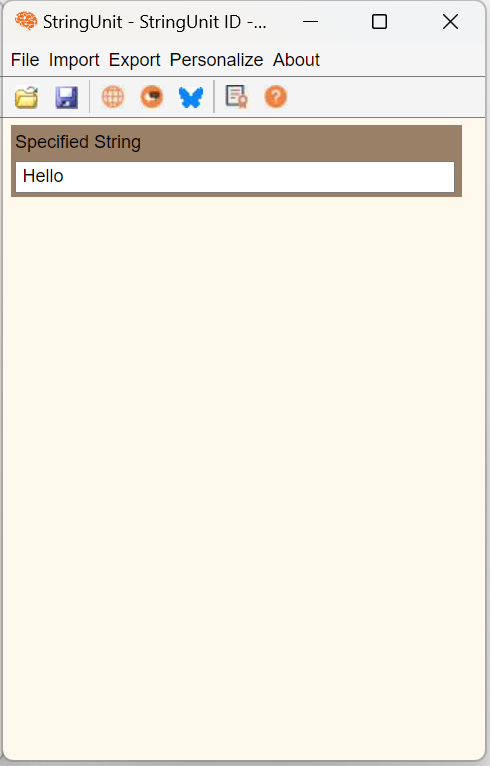 StringUnit - StringUnit ID -...
File Import Export Personalize About
Specified String
Hello